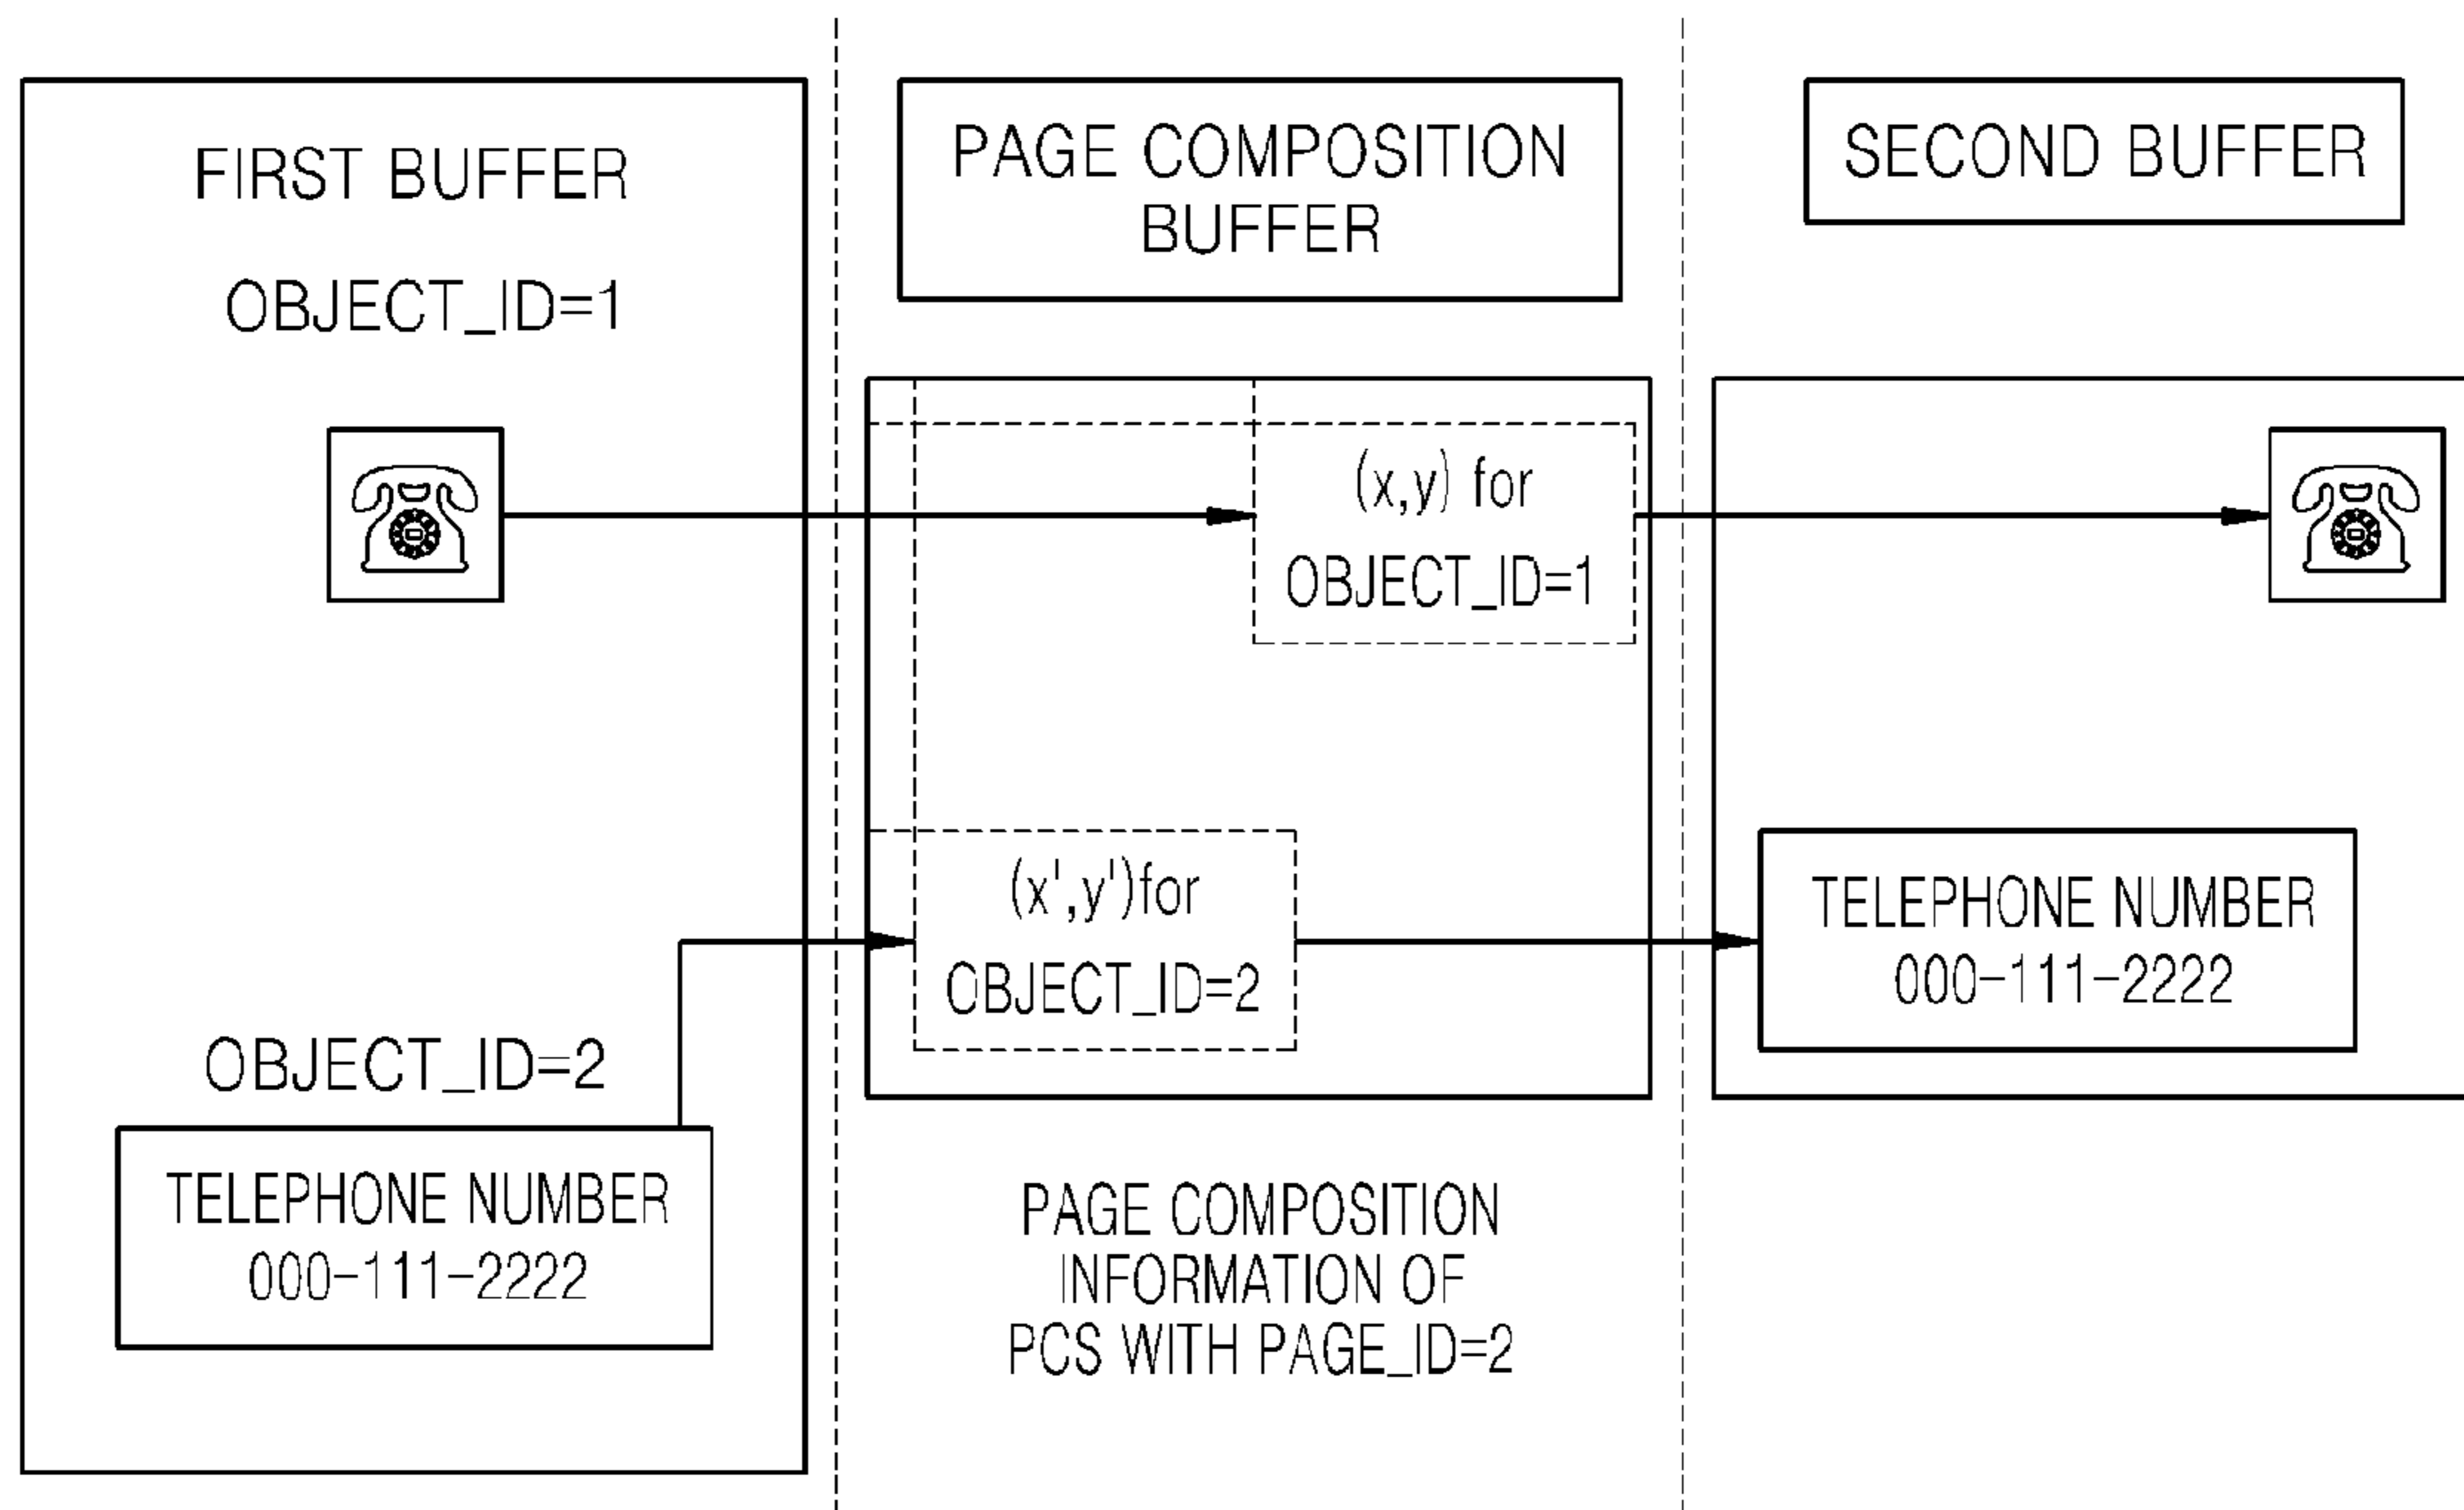 FIRST BUFFER
OBJECT_ID=1
OBJECT_ID=2
TELEPHONE NUMBER
000-111-2222
PAGE COMPOSITION
BUFFER
(x,y) for
OBJECT_ID=1
(x',y')for
OBJECT_ID=2
PAGE COMPOSITION
INFORMATION OF
PCS WITH PAGE_ID=2
SECOND BUFFER
TELEPHONE NUMBER
000-111-2222